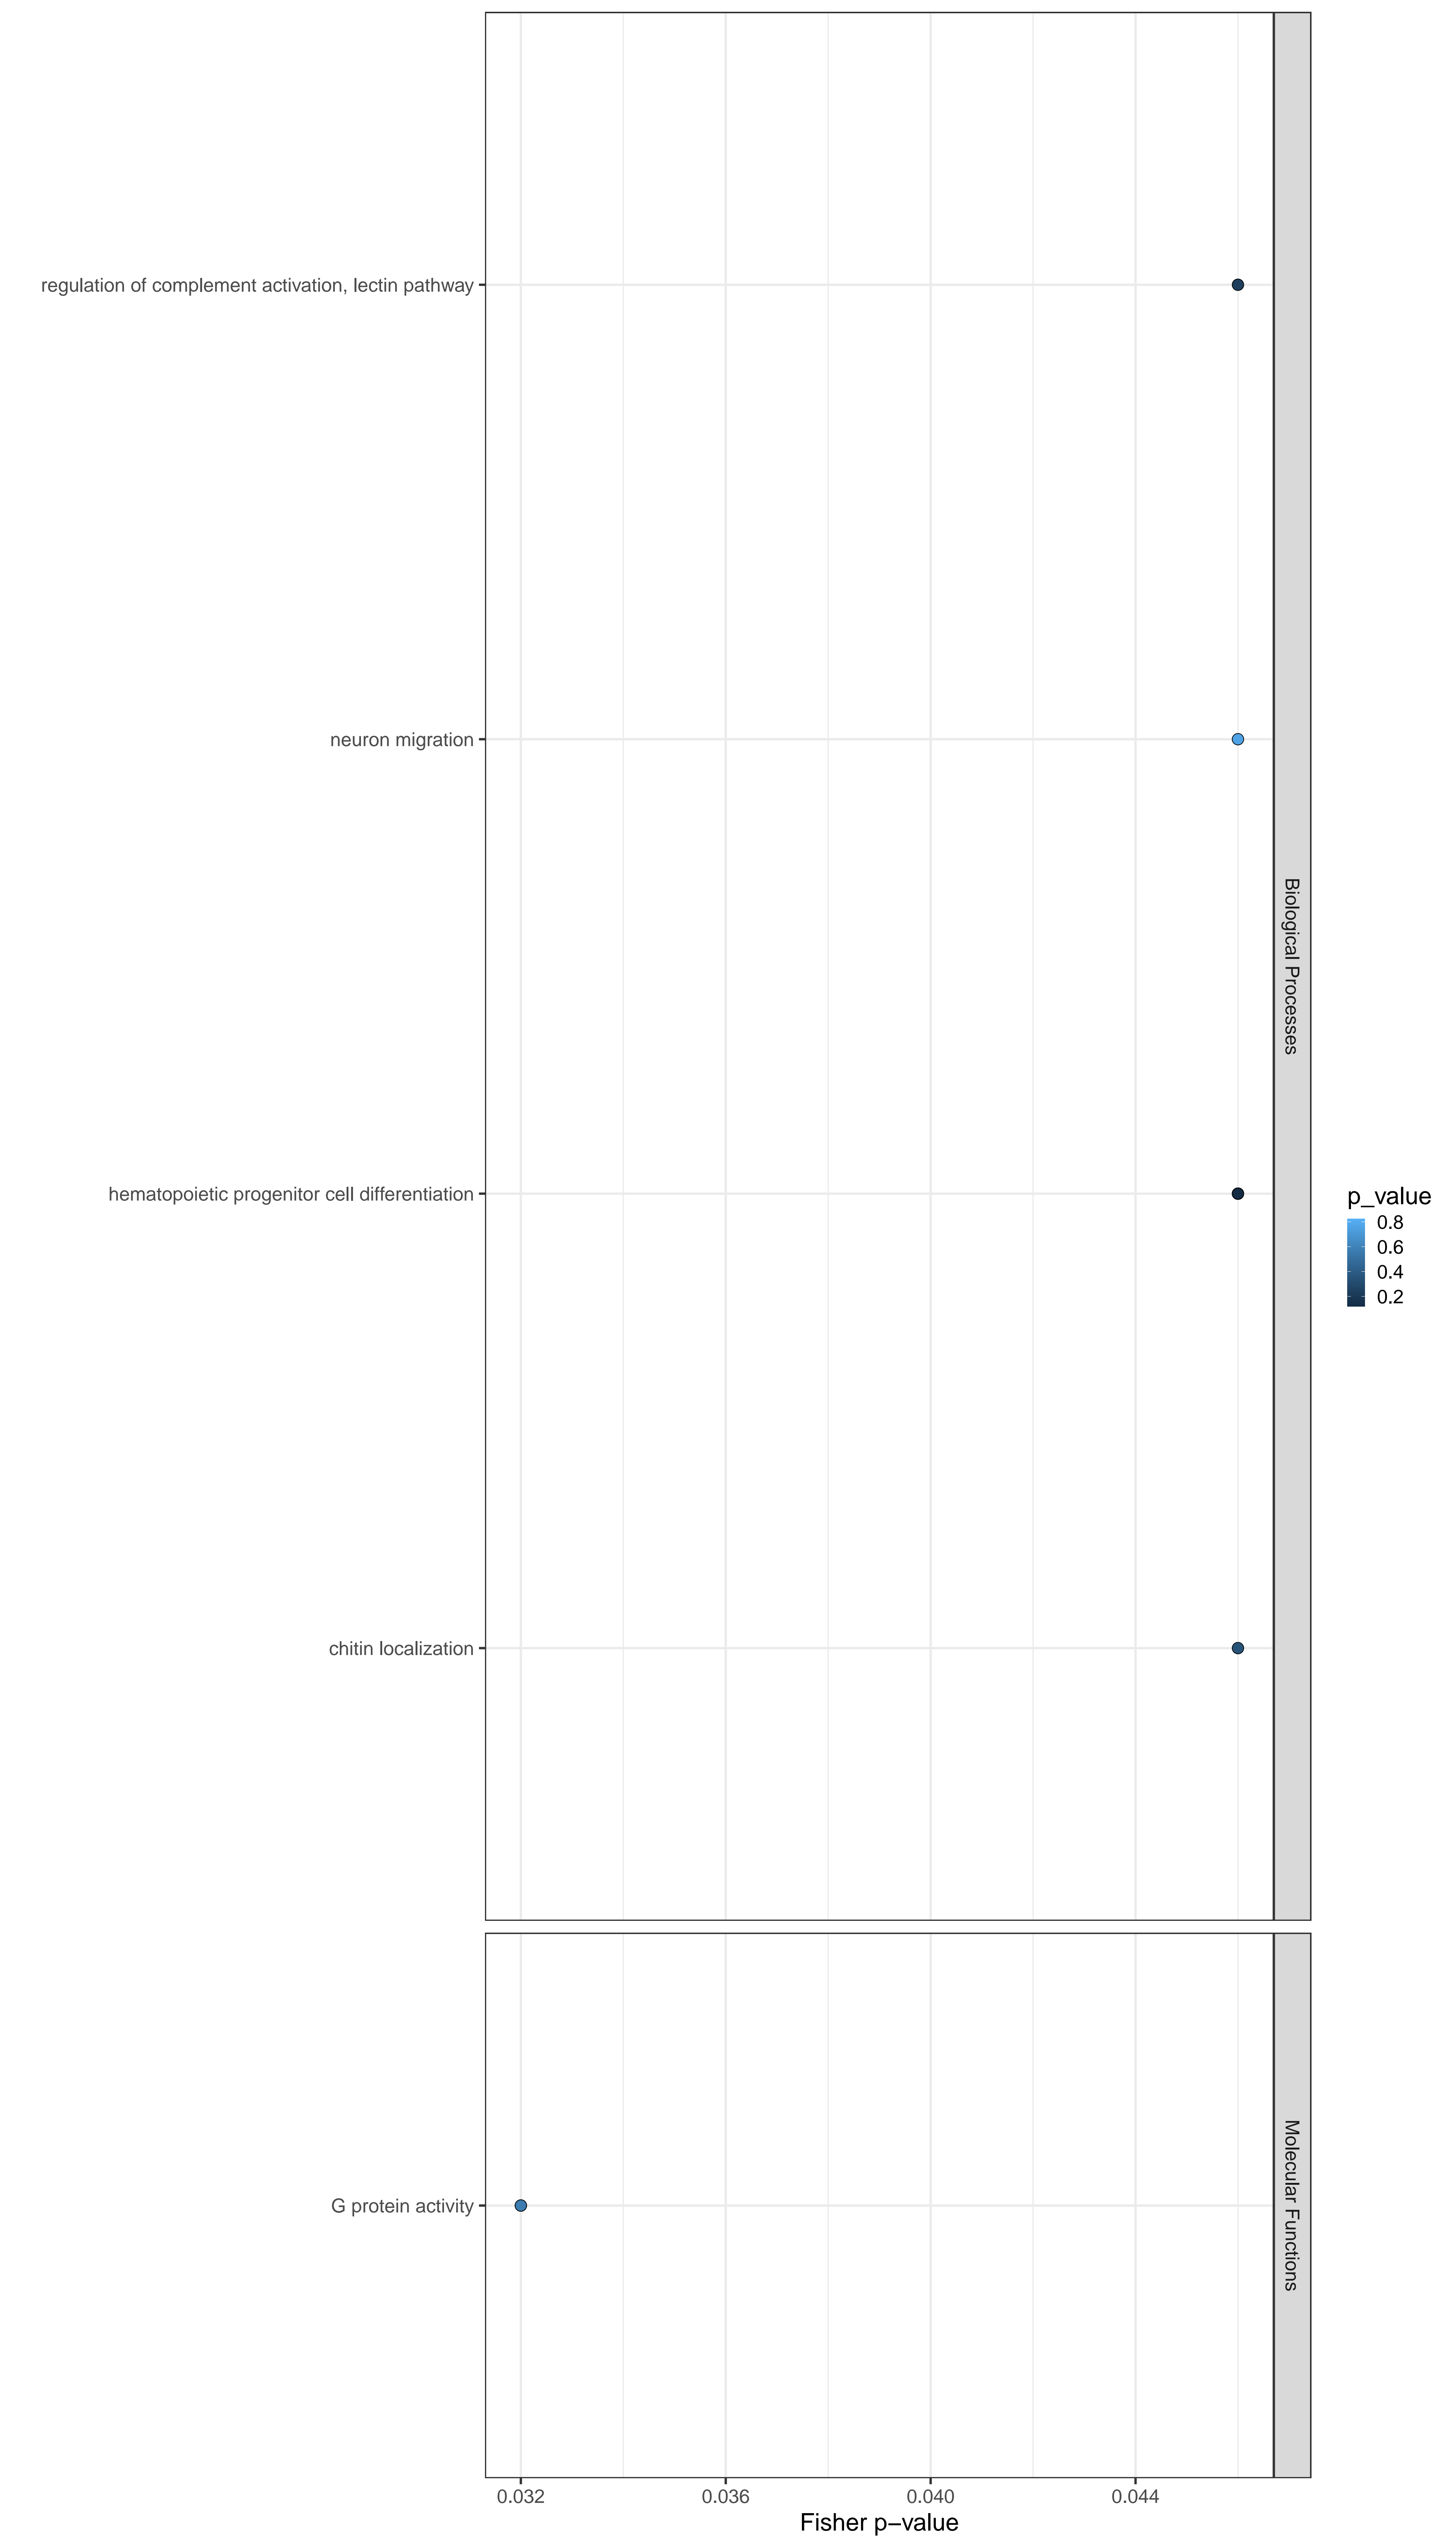 regulation of complement activation, lectin pathway
neuron migration
hematopoietic progenitor cell differentiation
chitin localization
Biological Processes
G protein activity
Molecular Functions
0.032
0.036
0.040
0.044
Fisher p−value
p_value
0.8
0.6
0.4
0.2